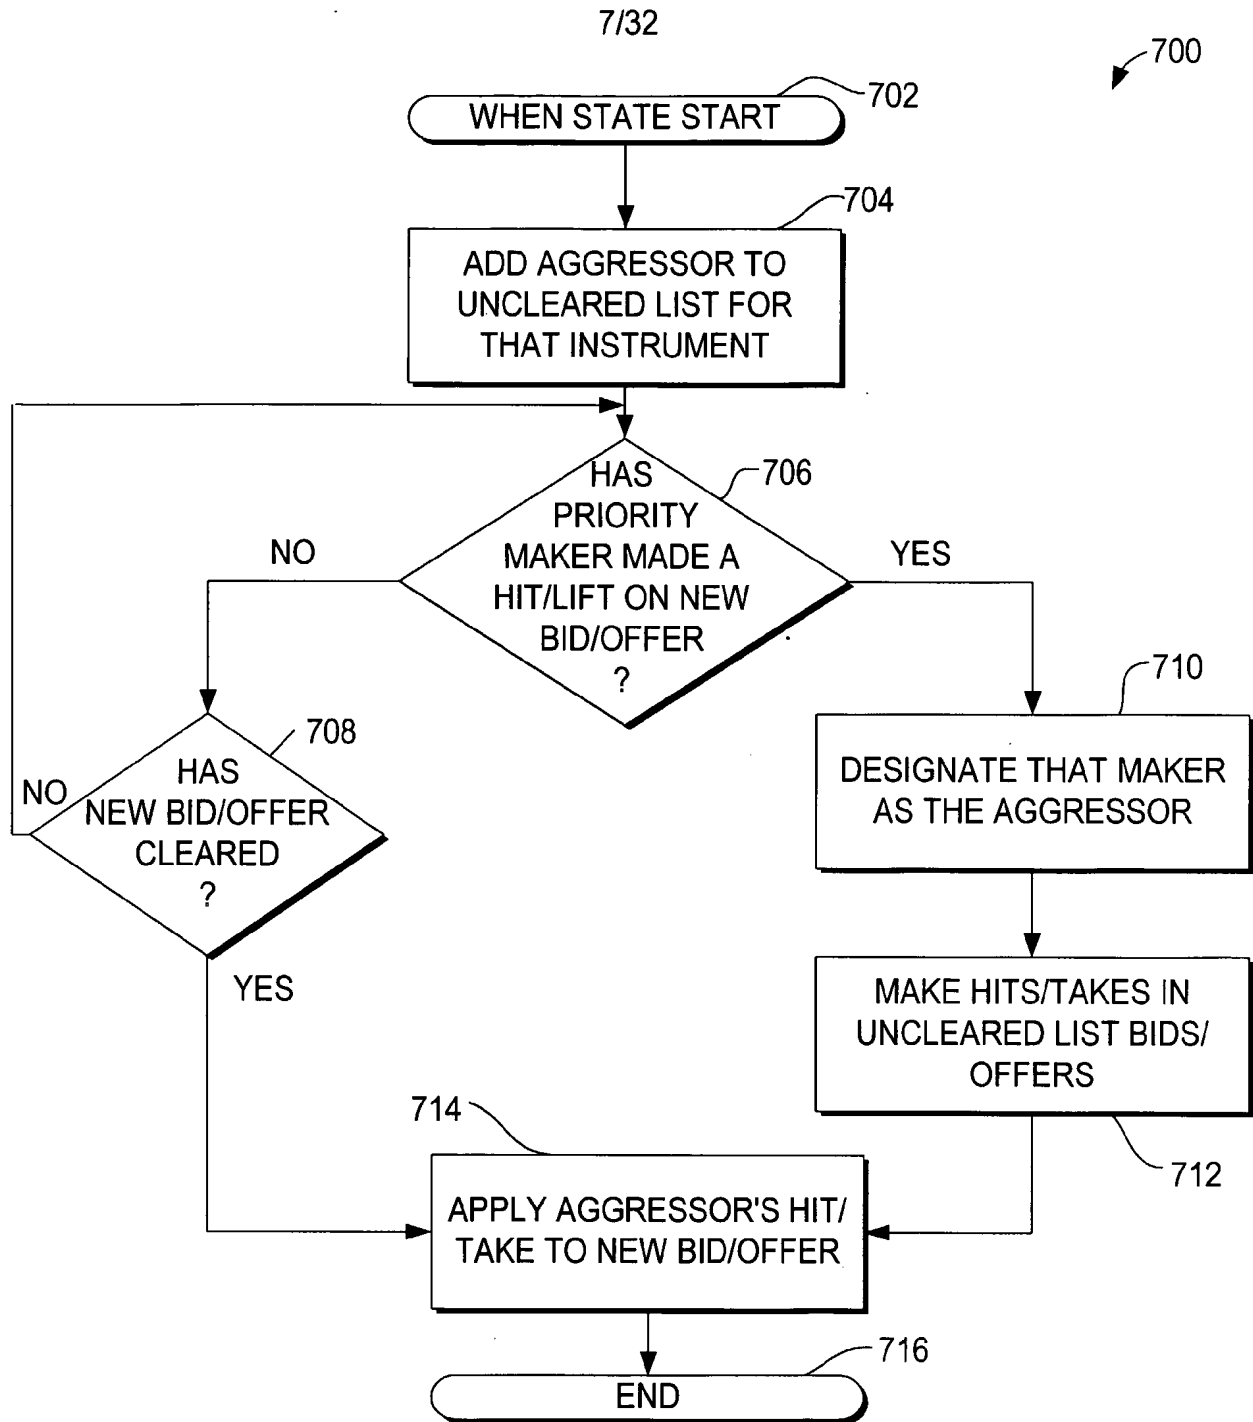 7/32
700
702
WHEN STATE START
704
ADD AGGRESSOR TO
UNCLEARED LIST FOR
THAT INSTRUMENT
706
HAS
PRIORITY
MAKER MADE A
HIT/LIFT ON NEW
BID/OFFER
?
NO
YES
708
HAS
NEW BID/OFFER
CLEARED
?
NO
YES
710
DESIGNATE THAT MAKER
AS THE AGGRESSOR
MAKE HITS/TAKES IN
UNCLEARED LIST BIDS/
OFFERS
712
714
APPLY AGGRESSOR'S HIT/
TAKE TO NEW BID/OFFER
716
END